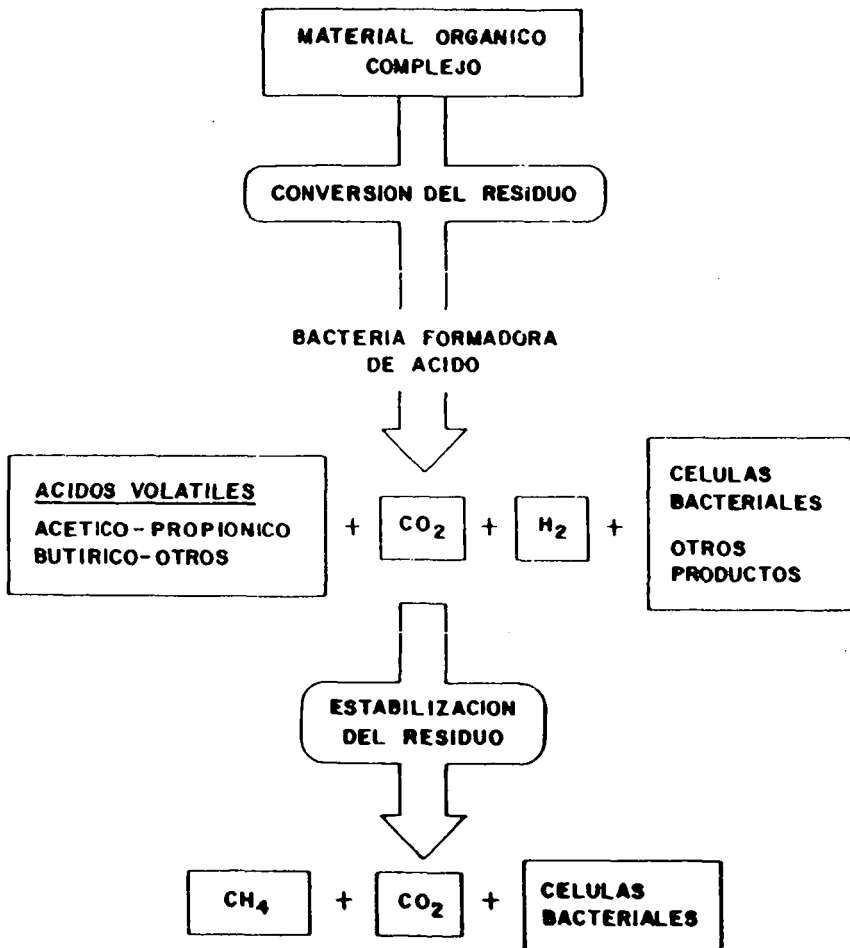 MATERIAL ORGANICO
COMPLEJO
CONVERSION DEL RESIDUO
BACTERIA FORMADORA
DE ACIDO
ACIDOS VOLATILES
ACETICO-PROPIONICO
BUTIRICO-OTROS
+ CO2 + H2 +
CELULAS
BACTERIALES
OTROS
PRODUCTOS
ESTABILIZACION
DEL RESIDUO
CH4 + CO2 +
CELULAS
BACTERIALES